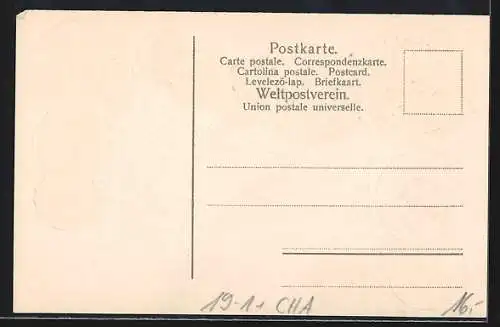 Postkarte.
Carte postale. Correspondenzkarte.
Cartolina postale. Postcard.
Levelező-lap. Briefkaart.
Weltpostverein.
Union postale universelle.
19-1 CHA 16.-